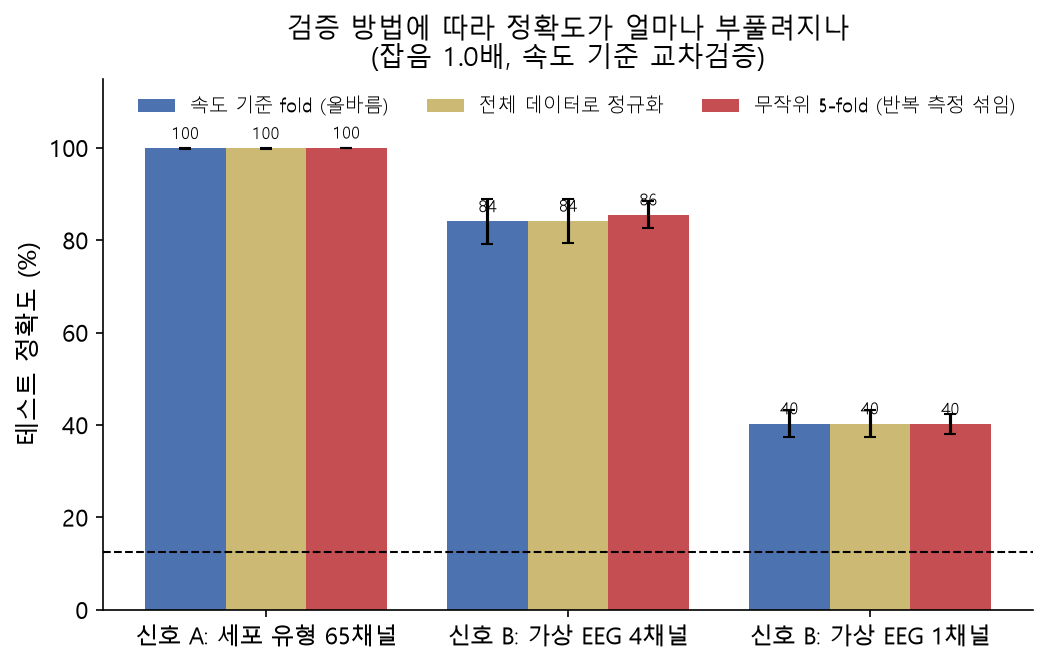 검증 방법에 따라 정확도가 얼마나 부풀려지나
(잡음 1.0배, 속도 기준 교차검증)
속도 기준 fold (올바름)
전체 데이터로 정규화
무작위 5-fold (반복 측정 섞임)
테스트 정확도 (%)
100
80
60
40
20
0
100 100 100
84 84 86
40 40 40
신호 A: 세포 유형 65채널
신호 B: 가상 EEG 4채널
신호 B: 가상 EEG 1채널